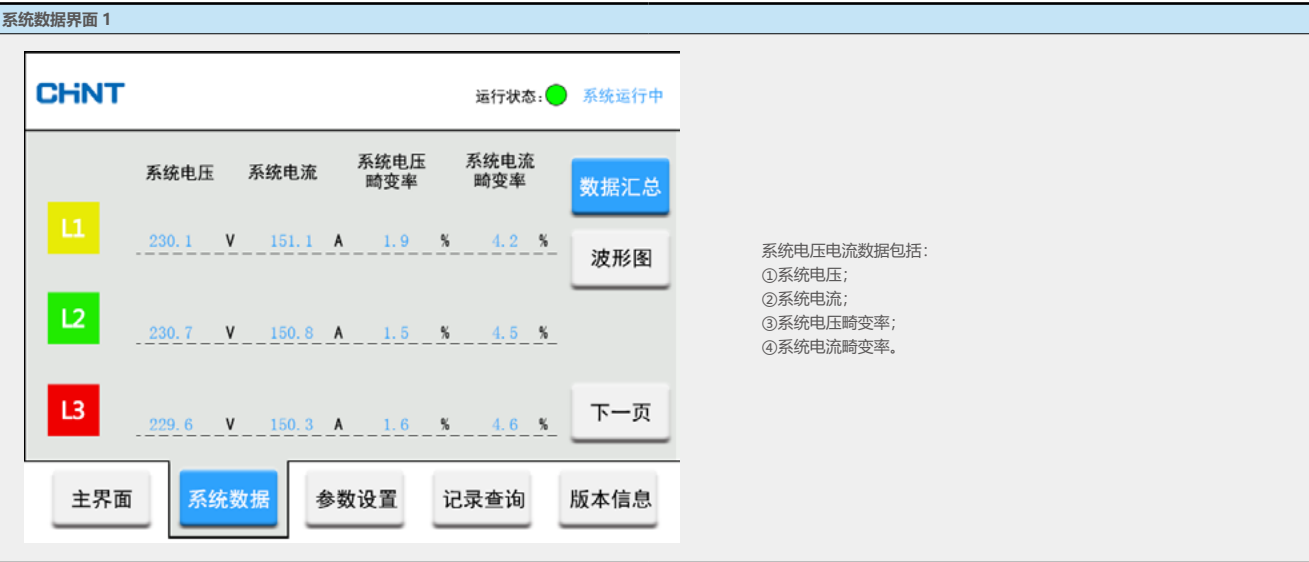 系统数据界面 1
CHiNT
运行状态: 系统运行中
系统电压 系统电流 系统电压畸变率 系统电流畸变率
数据汇总
L1 230.1 V 151.1 A 1.9 % 4.2 %
波形图
L2 230.7 V 150.8 A 1.5 % 4.5 %
L3 229.6 V 150.3 A 1.6 % 4.6 %
下一页
主界面 系统数据 参数设置 记录查询 版本信息
系统电压电流数据包括：
①系统电压；
②系统电流；
③系统电压畸变率；
④系统电流畸变率。